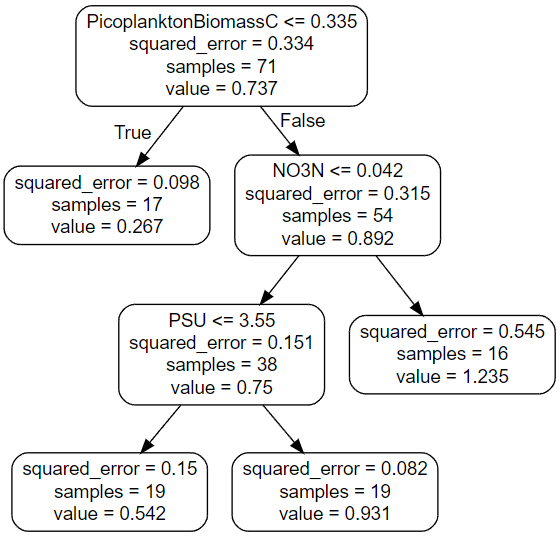 PicoplanktonBiomassC <= 0.335
squared_error = 0.334
samples = 71
value = 0.737
True
False
squared_error = 0.098
samples = 17
value = 0.267
NO3N <= 0.042
squared_error = 0.315
samples = 54
value = 0.892
PSU <= 3.55
squared_error = 0.151
samples = 38
value = 0.75
squared_error = 0.545
samples = 16
value = 1.235
squared_error = 0.15
samples = 19
value = 0.542
squared_error = 0.082
samples = 19
value = 0.931